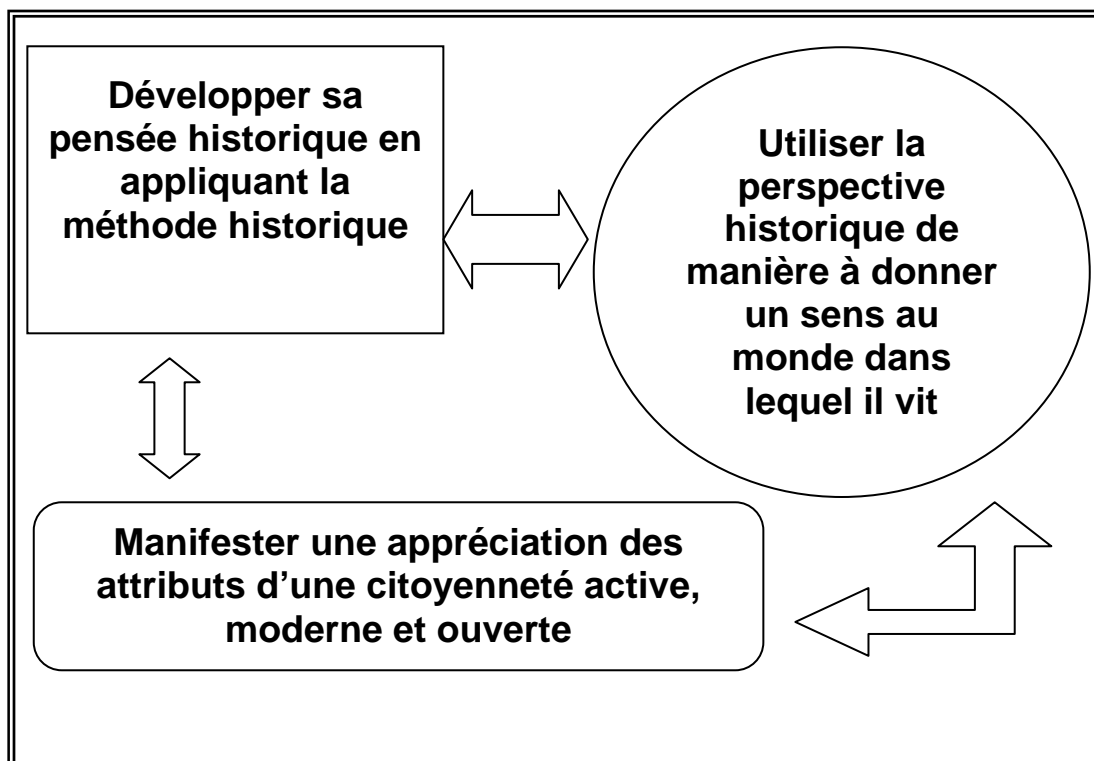 Développer sa
pensée historique en
appliquant la
méthode historique
Utiliser la
perspective
historique de
manière à donner
un sens au
monde dans
lequel il vit
Manifester une appréciation des
attributs d’une citoyenneté active,
moderne et ouverte